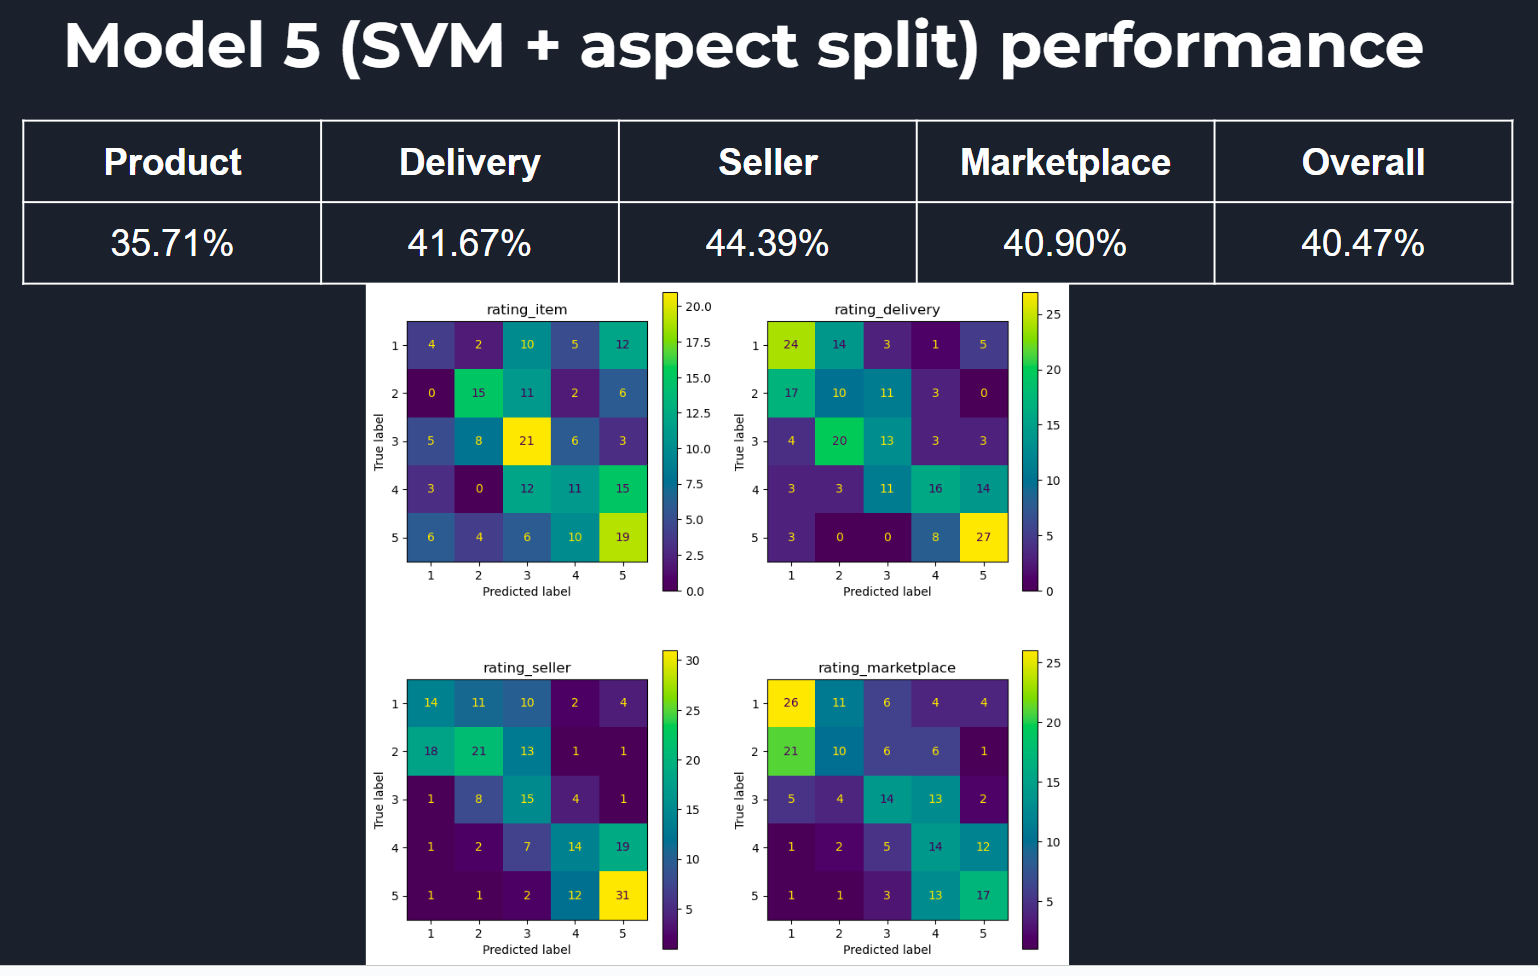 Model 5 (SVM + aspect split) performance
Product Delivery Seller Marketplace Overall
35.71% 41.67% 44.39% 40.90% 40.47%
rating_item
True label
1 4 2 10 5 12
2 0 15 11 2 6
3 5 8 21 6 3
4 3 0 12 11 15
5 6 4 6 10 19
1 2 3 4 5
Predicted label
20.0
17.5
15.0
12.5
10.0
7.5
5.0
2.5
0.0
rating_delivery
True label
1 24 14 3 1 5
2 17 10 11 3 0
3 4 20 13 3 3
4 3 3 11 16 14
5 3 0 0 8 27
1 2 3 4 5
Predicted label
25
20
15
10
5
0
rating_seller
True label
1 14 11 10 2 4
2 18 21 13 1 1
3 1 8 15 4 1
4 1 2 7 14 19
5 1 1 2 12 31
1 2 3 4 5
Predicted label
30
25
20
15
10
5
rating_marketplace
True label
1 26 11 6 4 4
2 21 10 6 6 1
3 5 4 14 13 2
4 1 2 5 14 12
5 1 1 3 13 17
1 2 3 4 5
Predicted label
25
20
15
10
5